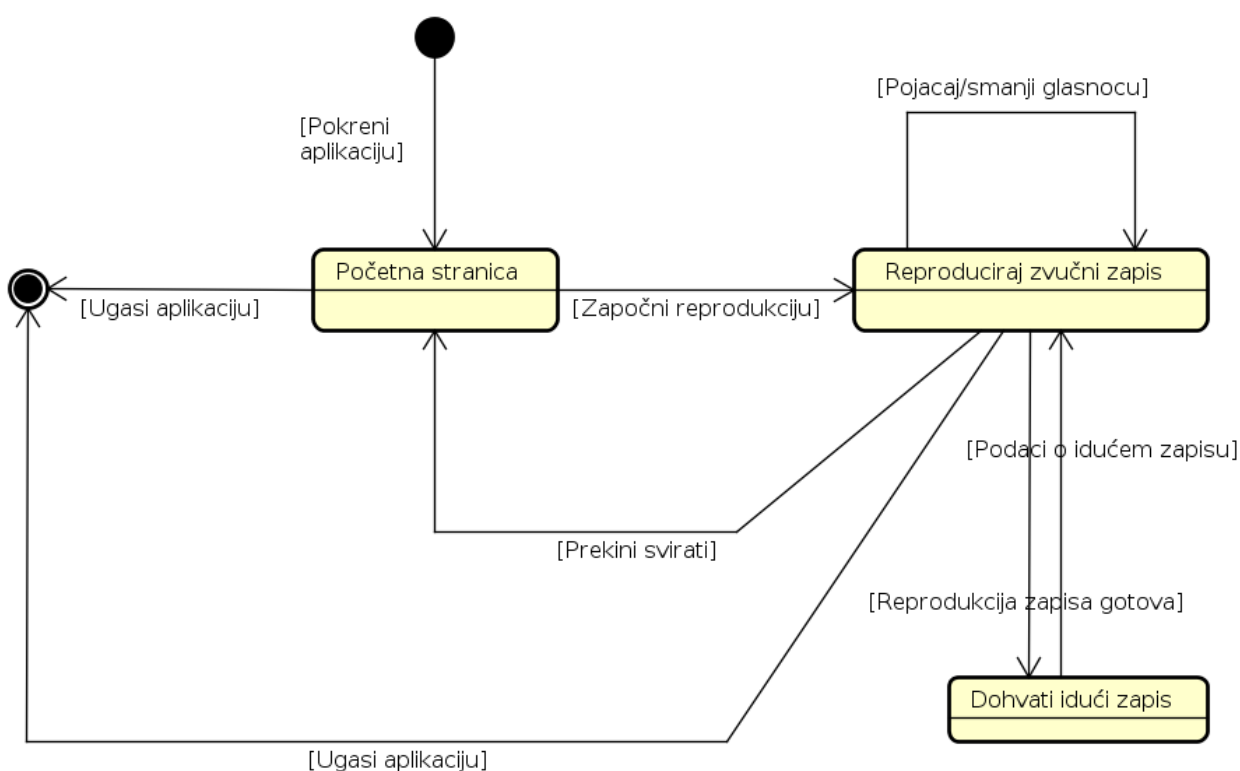 [Pojacaj/smanji glasnocu]
[Pokreni
aplikaciju]
Početna stranica
Reproduciraj zvučni zapis
[Ugasi aplikaciju]
[Započni reprodukciju]
[Podaci o idućem zapisu]
[Prekini svirati]
[Reprodukcija zapisa gotova]
Dohvati idući zapis
[Ugasi aplikaciju]